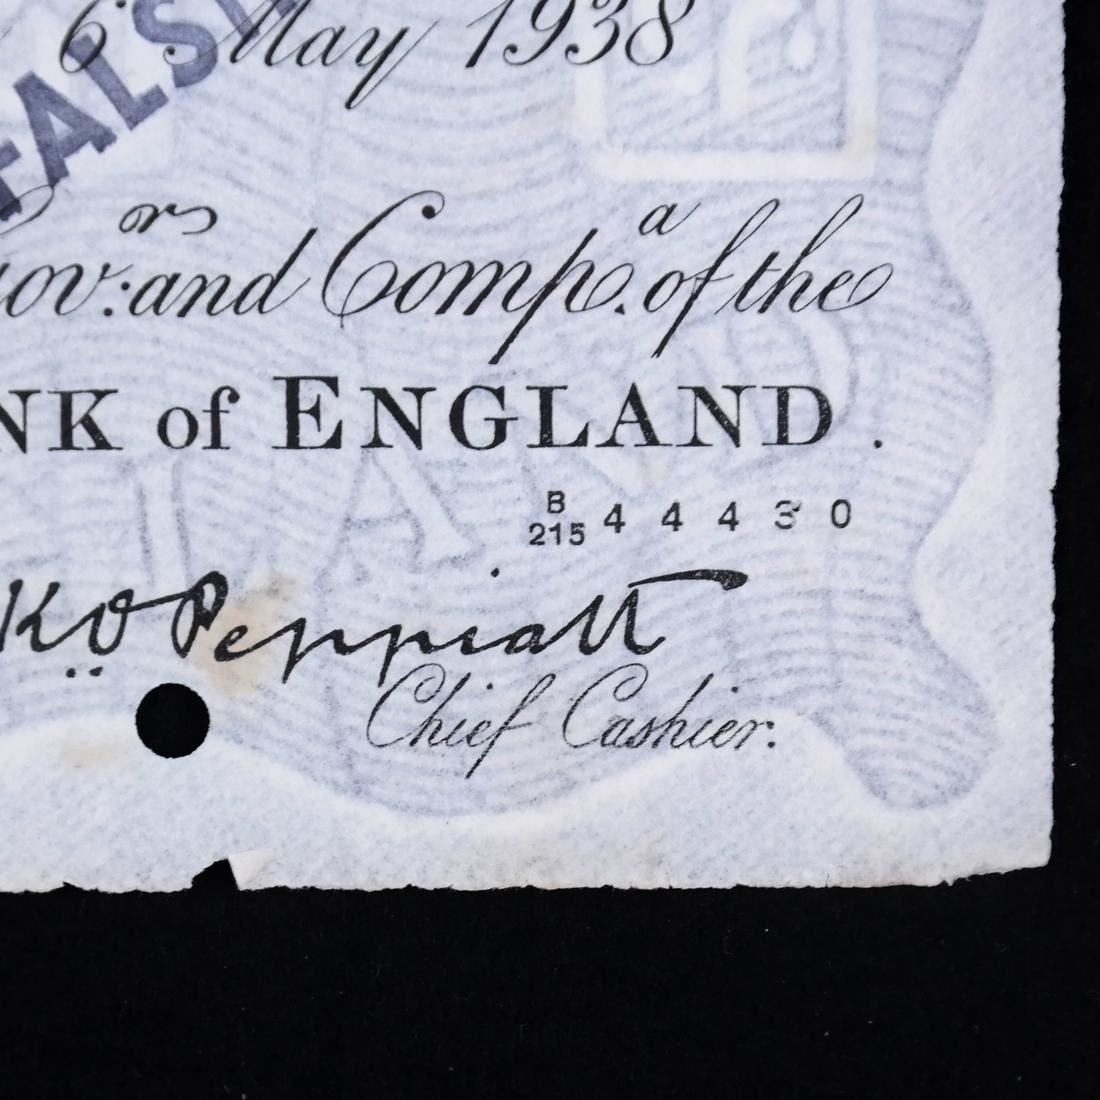 6 May 1938
FALS
ov.ors and Comp.a of the
NK of ENGLAND.
B
215 44430
K.O. Peppiatt
Chief Cashier.